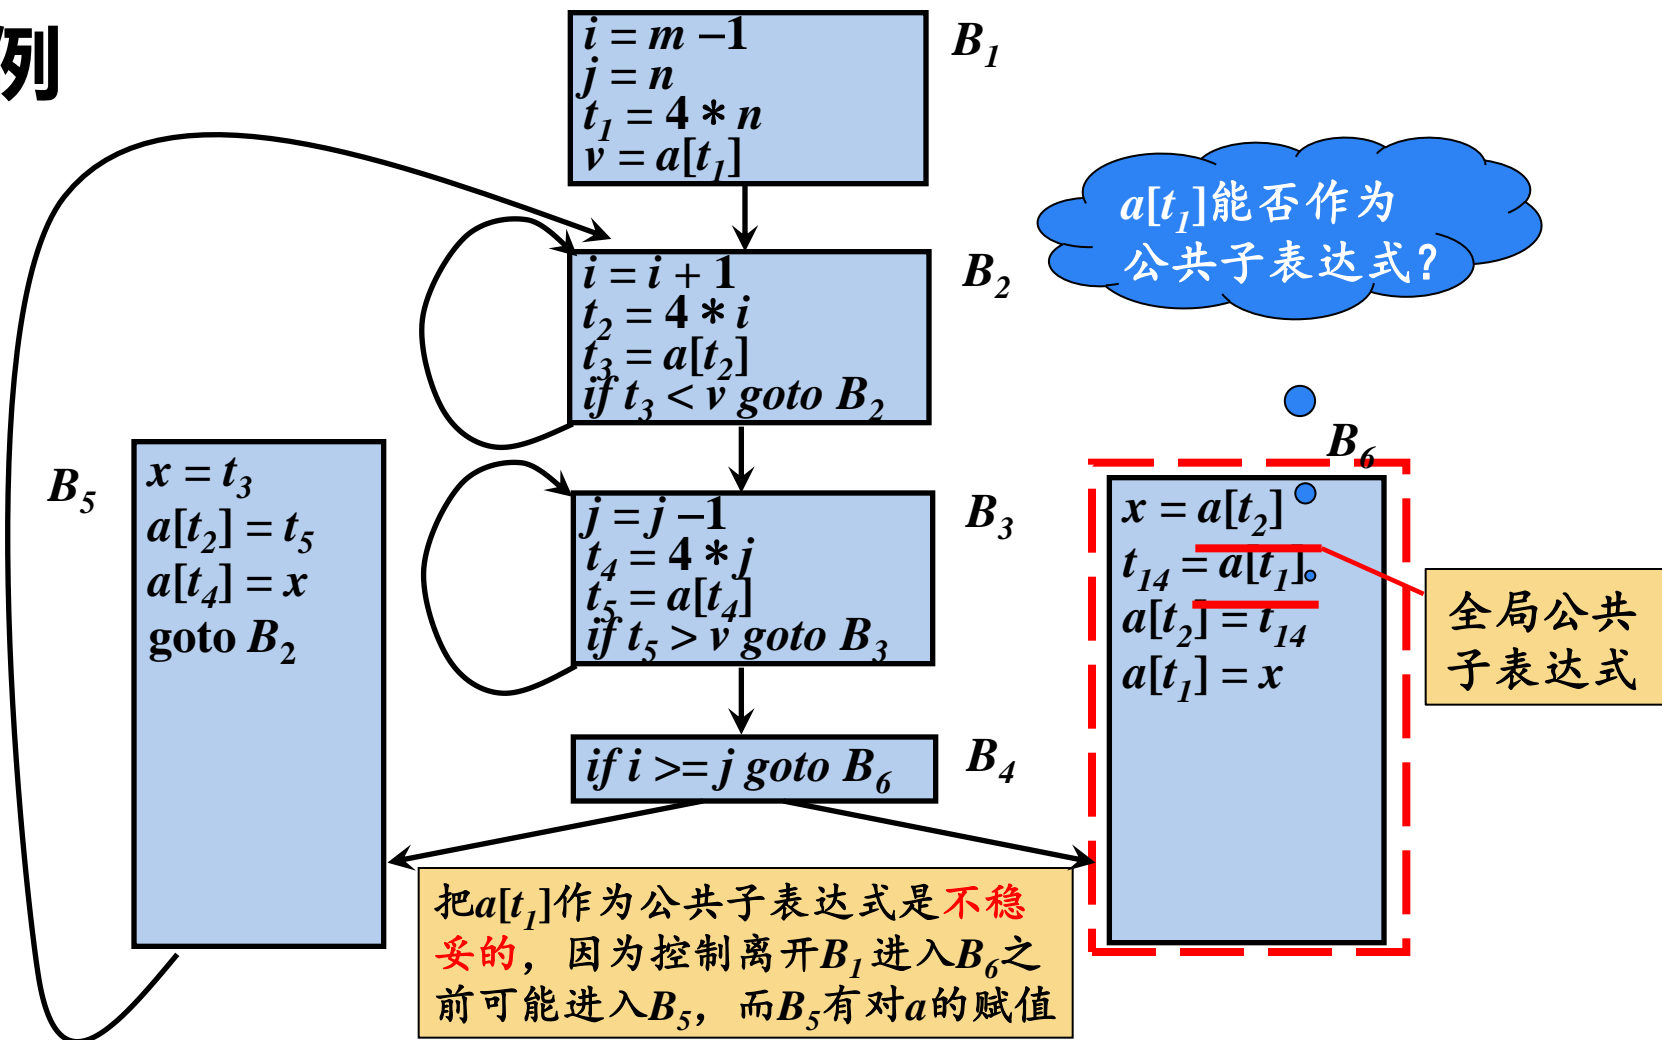 例
i = m −1
j = n
t1 = 4 * n
v = a[t1]
B1
a[t1]能否作为
公共子表达式？
i = i + 1
t2 = 4 * i
t3 = a[t2]
if t3 < v goto B2
B2
x = t3
a[t2] = t5
a[t4] = x
goto B2
B5
j = j −1
t4 = 4 * j
t5 = a[t4]
if t5 > v goto B3
B3
B6
x = a[t2]
t14 = a[t1]
a[t2] = t14
a[t1] = x
全局公共
子表达式
if i >= j goto B6
B4
把a[t1]作为公共子表达式是不稳
妥的，因为控制离开B1进入B6之
前可能进入B5，而B5有对a的赋值